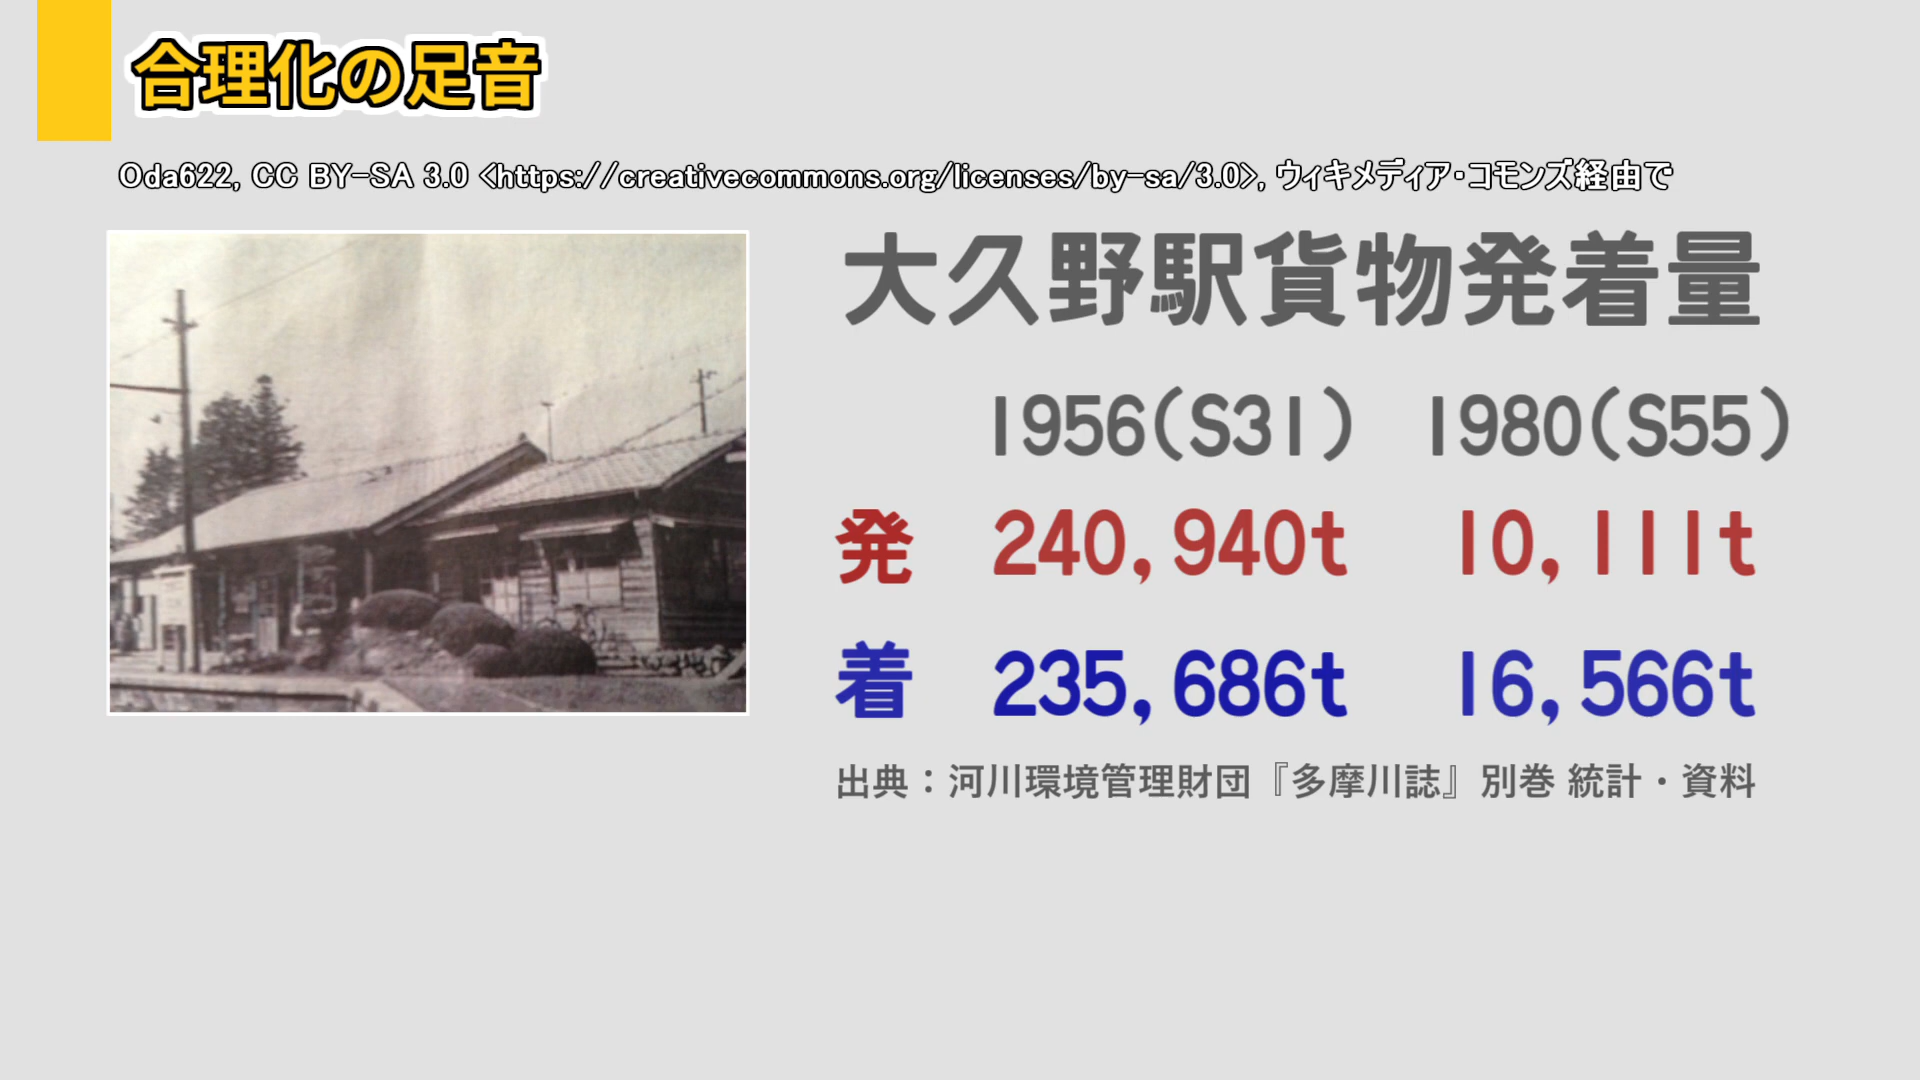 合理化の足音
Oda622, CC BY-SA 3.0 <https://creativecommons.org/licenses/by-sa/3.0>, ウィキメディア・コモンズ経由で
大久野駅貨物発着量
1956(S31) 1980(S55)
発 240,940t 10,111t
着 235,686t 16,566t
出典：河川環境管理財団『多摩川誌』別巻 統計・資料